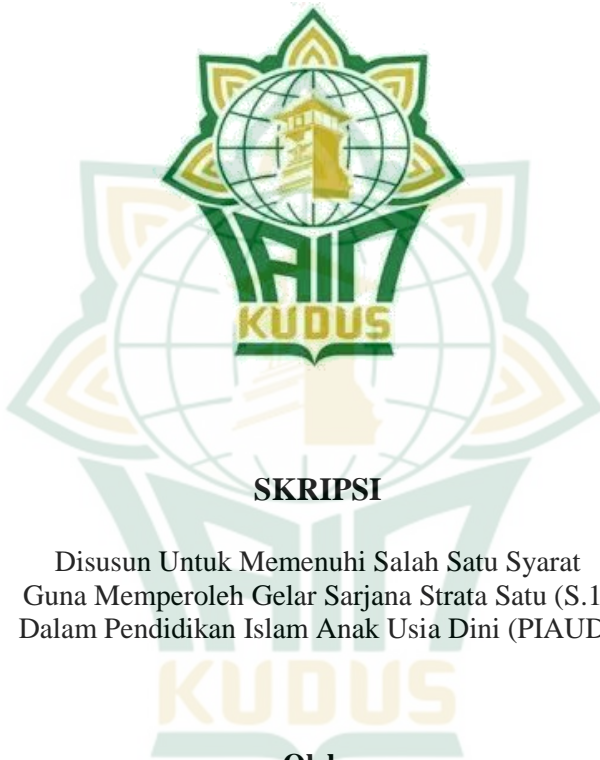 IAIN
KUDUS
SKRIPSI
Disusun Untuk Memenuhi Salah Satu Syarat
Guna Memperoleh Gelar Sarjana Strata Satu (S.1
Dalam Pendidikan Islam Anak Usia Dini (PIAUD
KUDUS